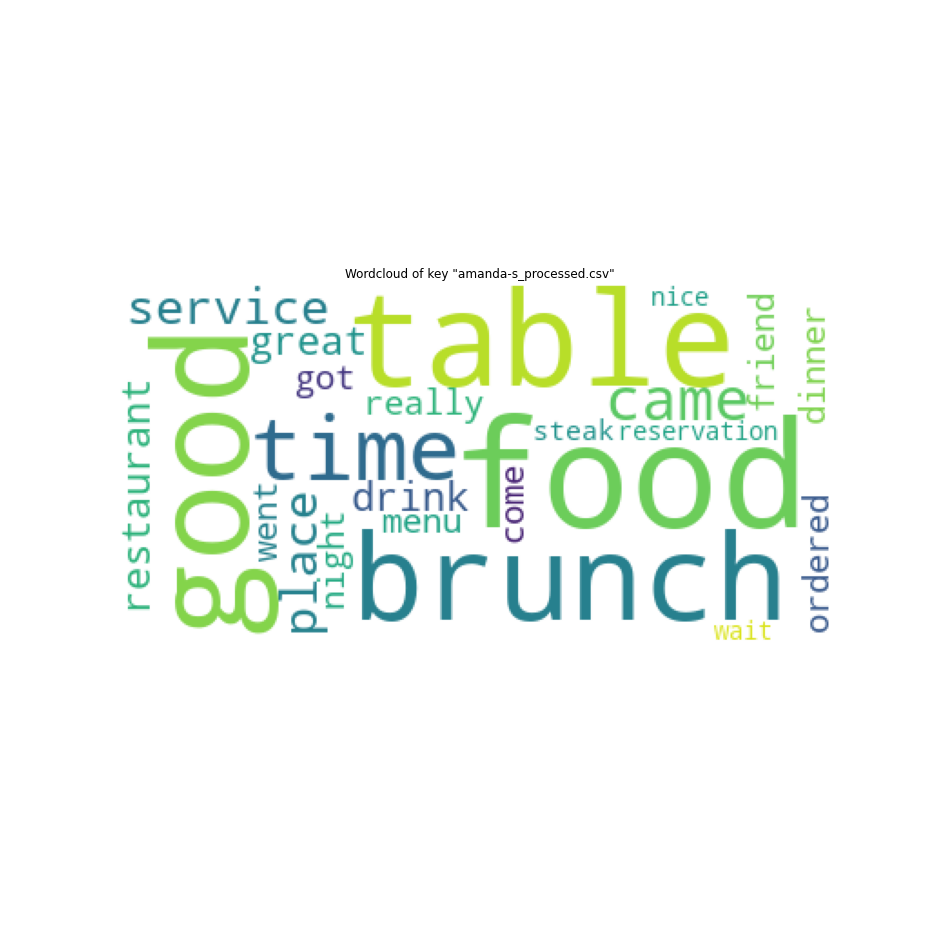 Wordcloud of key "amanda-s_processed.csv"
service
table
nice
friend
dinner
great
good
got
restaurant
really
came
time
food
steak
reservation
come
drink
menu
went
place
night
brunch
ordered
wait